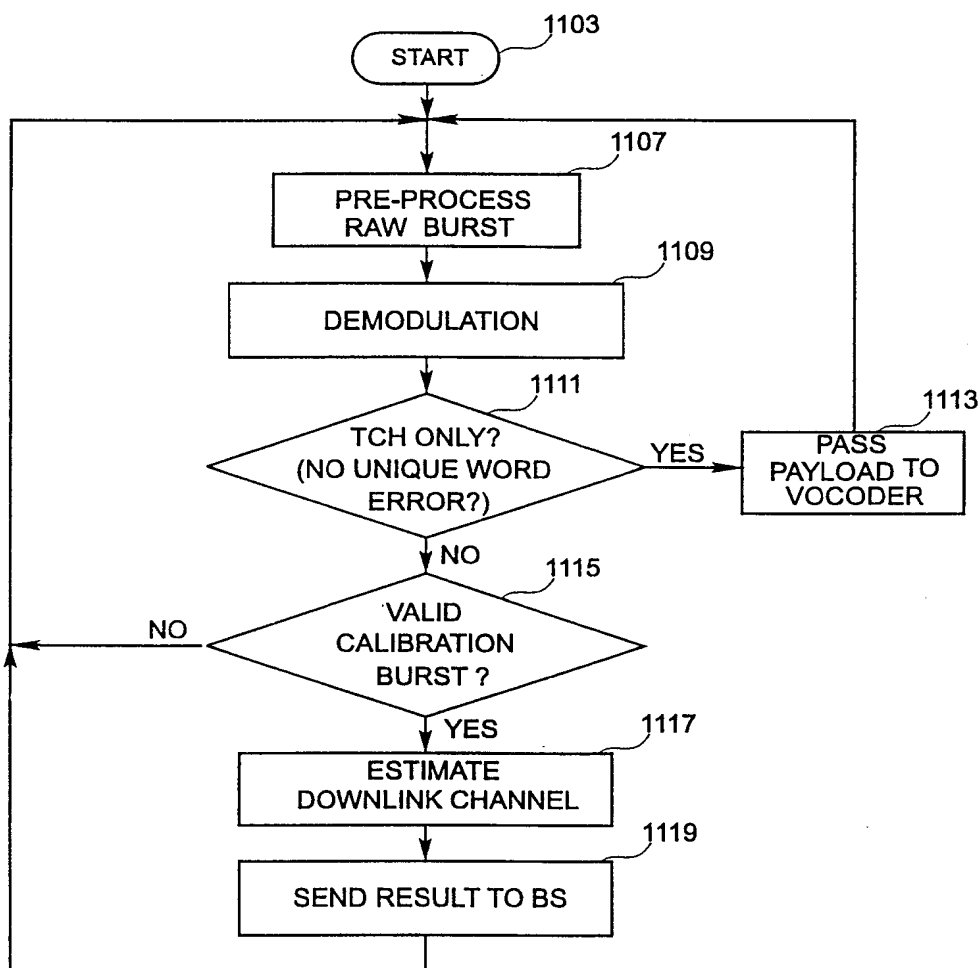 1103
START
1107
PRE-PROCESS
RAW BURST
1109
DEMODULATION
1111
TCH ONLY?
(NO UNIQUE WORD
ERROR?)
YES
1113
PASS
PAYLOAD TO
VOCODER
NO
1115
VALID
CALIBRATION
BURST ?
NO
YES
1117
ESTIMATE
DOWNLINK CHANNEL
1119
SEND RESULT TO BS